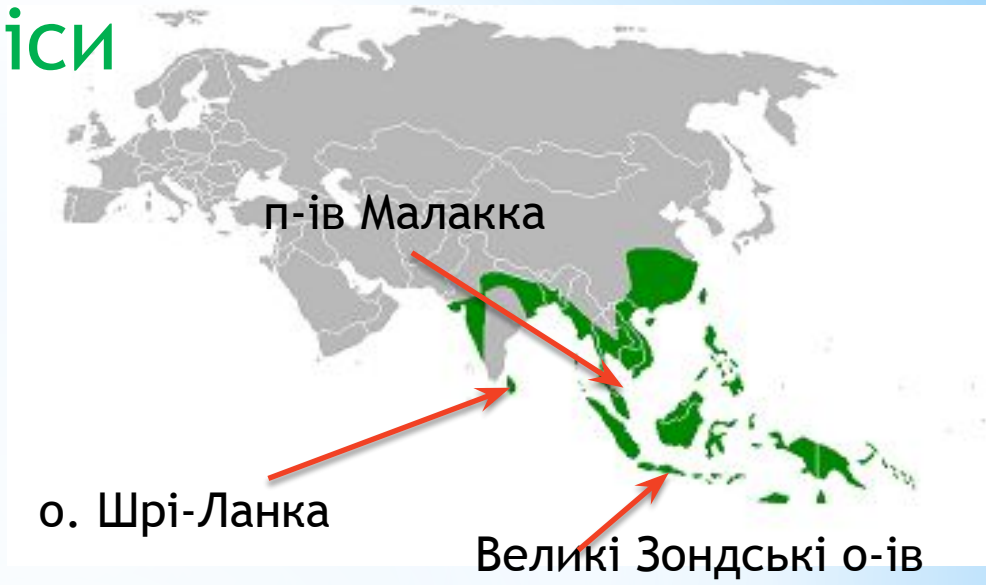 іси
п-ів Малакка
о. Шрі-Ланка
Великі Зондські о-ів